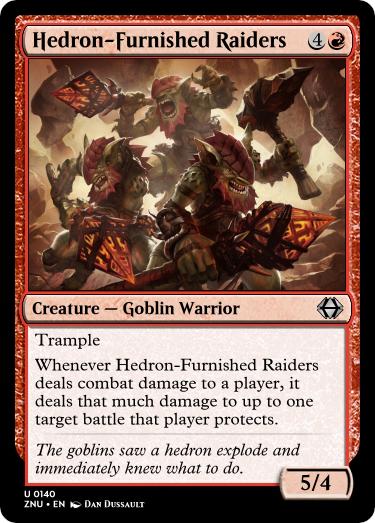 Hedron-Furnished Raiders 4
Creature — Goblin Warrior
Trample
Whenever Hedron-Furnished Raiders
deals combat damage to a player, it
deals that much damage to up to one
target battle that player protects.
The goblins saw a hedron explode and
immediately knew what to do.
5/4
U 0140
ZNU • EN Dan Dussault